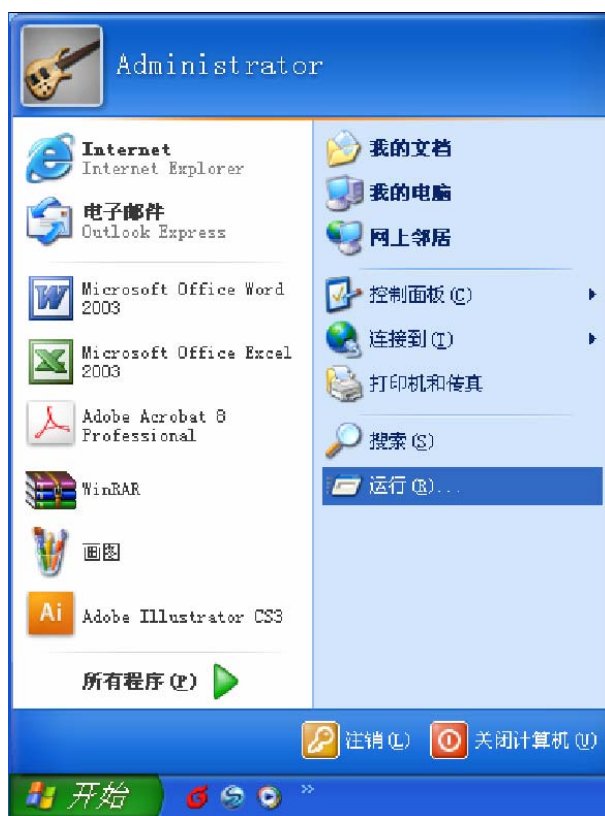 Administrator
Internet
Internet Explorer
电子邮件
Outlook Express
Microsoft Office Word
2003
Microsoft Office Excel
2003
Adobe Acrobat 8
Professional
WinRAR
画图
Ai
Adobe Illustrator CS3
所有程序(P)
我的文档
我的电脑
网上邻居
控制面板(C)
连接到(T)
打印机和传真
搜索(S)
运行(R)...
注销(L)
关闭计算机(U)
开始